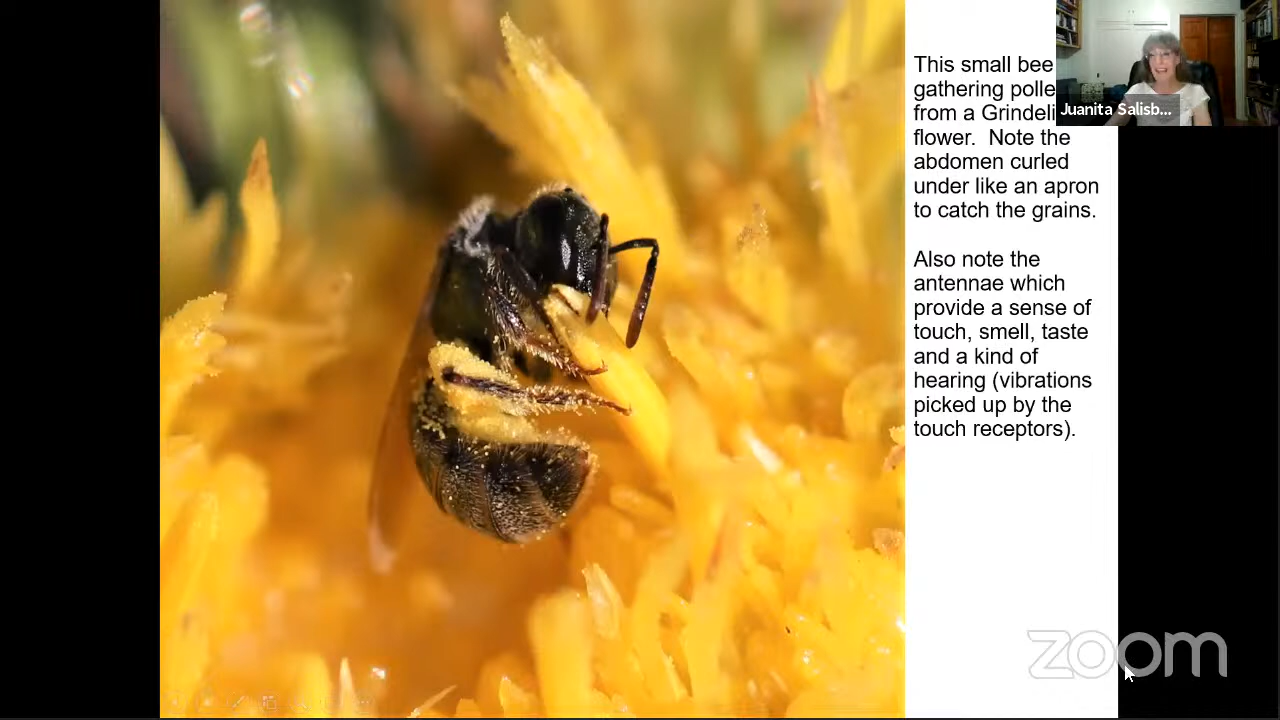 This small bee
gathering polle
from a Grindeli
flower.  Note the
abdomen curled
under like an apron
to catch the grains.
Also note the
antennae which
provide a sense of
touch, smell, taste
and a kind of
hearing (vibrations
picked up by the
touch receptors).
Juanita Salisb...
zoom